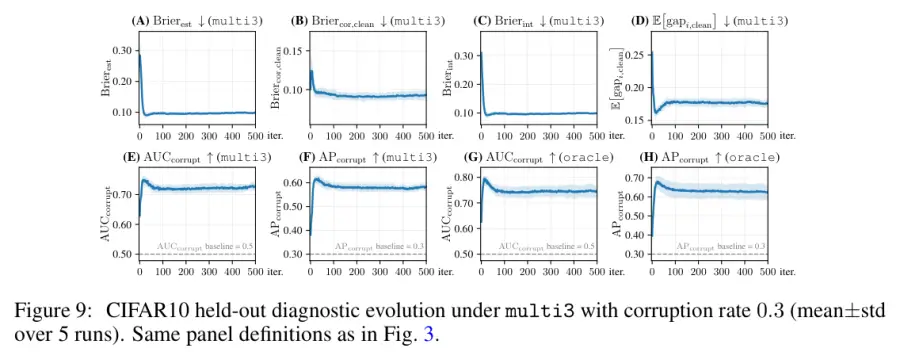 (A) Brier_est ↓ (multi3)
Brier_est
0.30
0.20
0.10
0 100 200 300 400 500 iter.
(B) Brier_cor,clean ↓ (multi3)
Brier_cor,clean
0.15
0.10
0 100 200 300 400 500 iter.
(C) Brier_int ↓ (multi3)
Brier_int
0.30
0.20
0.10
0 100 200 300 400 500 iter.
(D) 𝔼[gap_i,clean] ↓ (multi3)
𝔼[gap_i,clean]
0.25
0.20
0.15
0 100 200 300 400 500 iter.
(E) AUC_corrupt ↑ (multi3)
AUC_corrupt
0.70
0.60
0.50
AUC_corrupt baseline = 0.5
0 100 200 300 400 500 iter.
(F) AP_corrupt ↑ (multi3)
AP_corrupt
0.60
0.50
0.40
0.30
AP_corrupt baseline = 0.3
0 100 200 300 400 500 iter.
(G) AUC_corrupt ↑ (oracle)
AUC_corrupt
0.80
0.70
0.60
0.50
AUC_corrupt baseline = 0.5
0 100 200 300 400 500 iter.
(H) AP_corrupt ↑ (oracle)
AP_corrupt
0.70
0.60
0.50
0.40
0.30
AP_corrupt baseline = 0.3
0 100 200 300 400 500 iter.
Figure 9: CIFAR10 held-out diagnostic evolution under multi3 with corruption rate 0.3 (mean±std
over 5 runs). Same panel definitions as in Fig. 3.